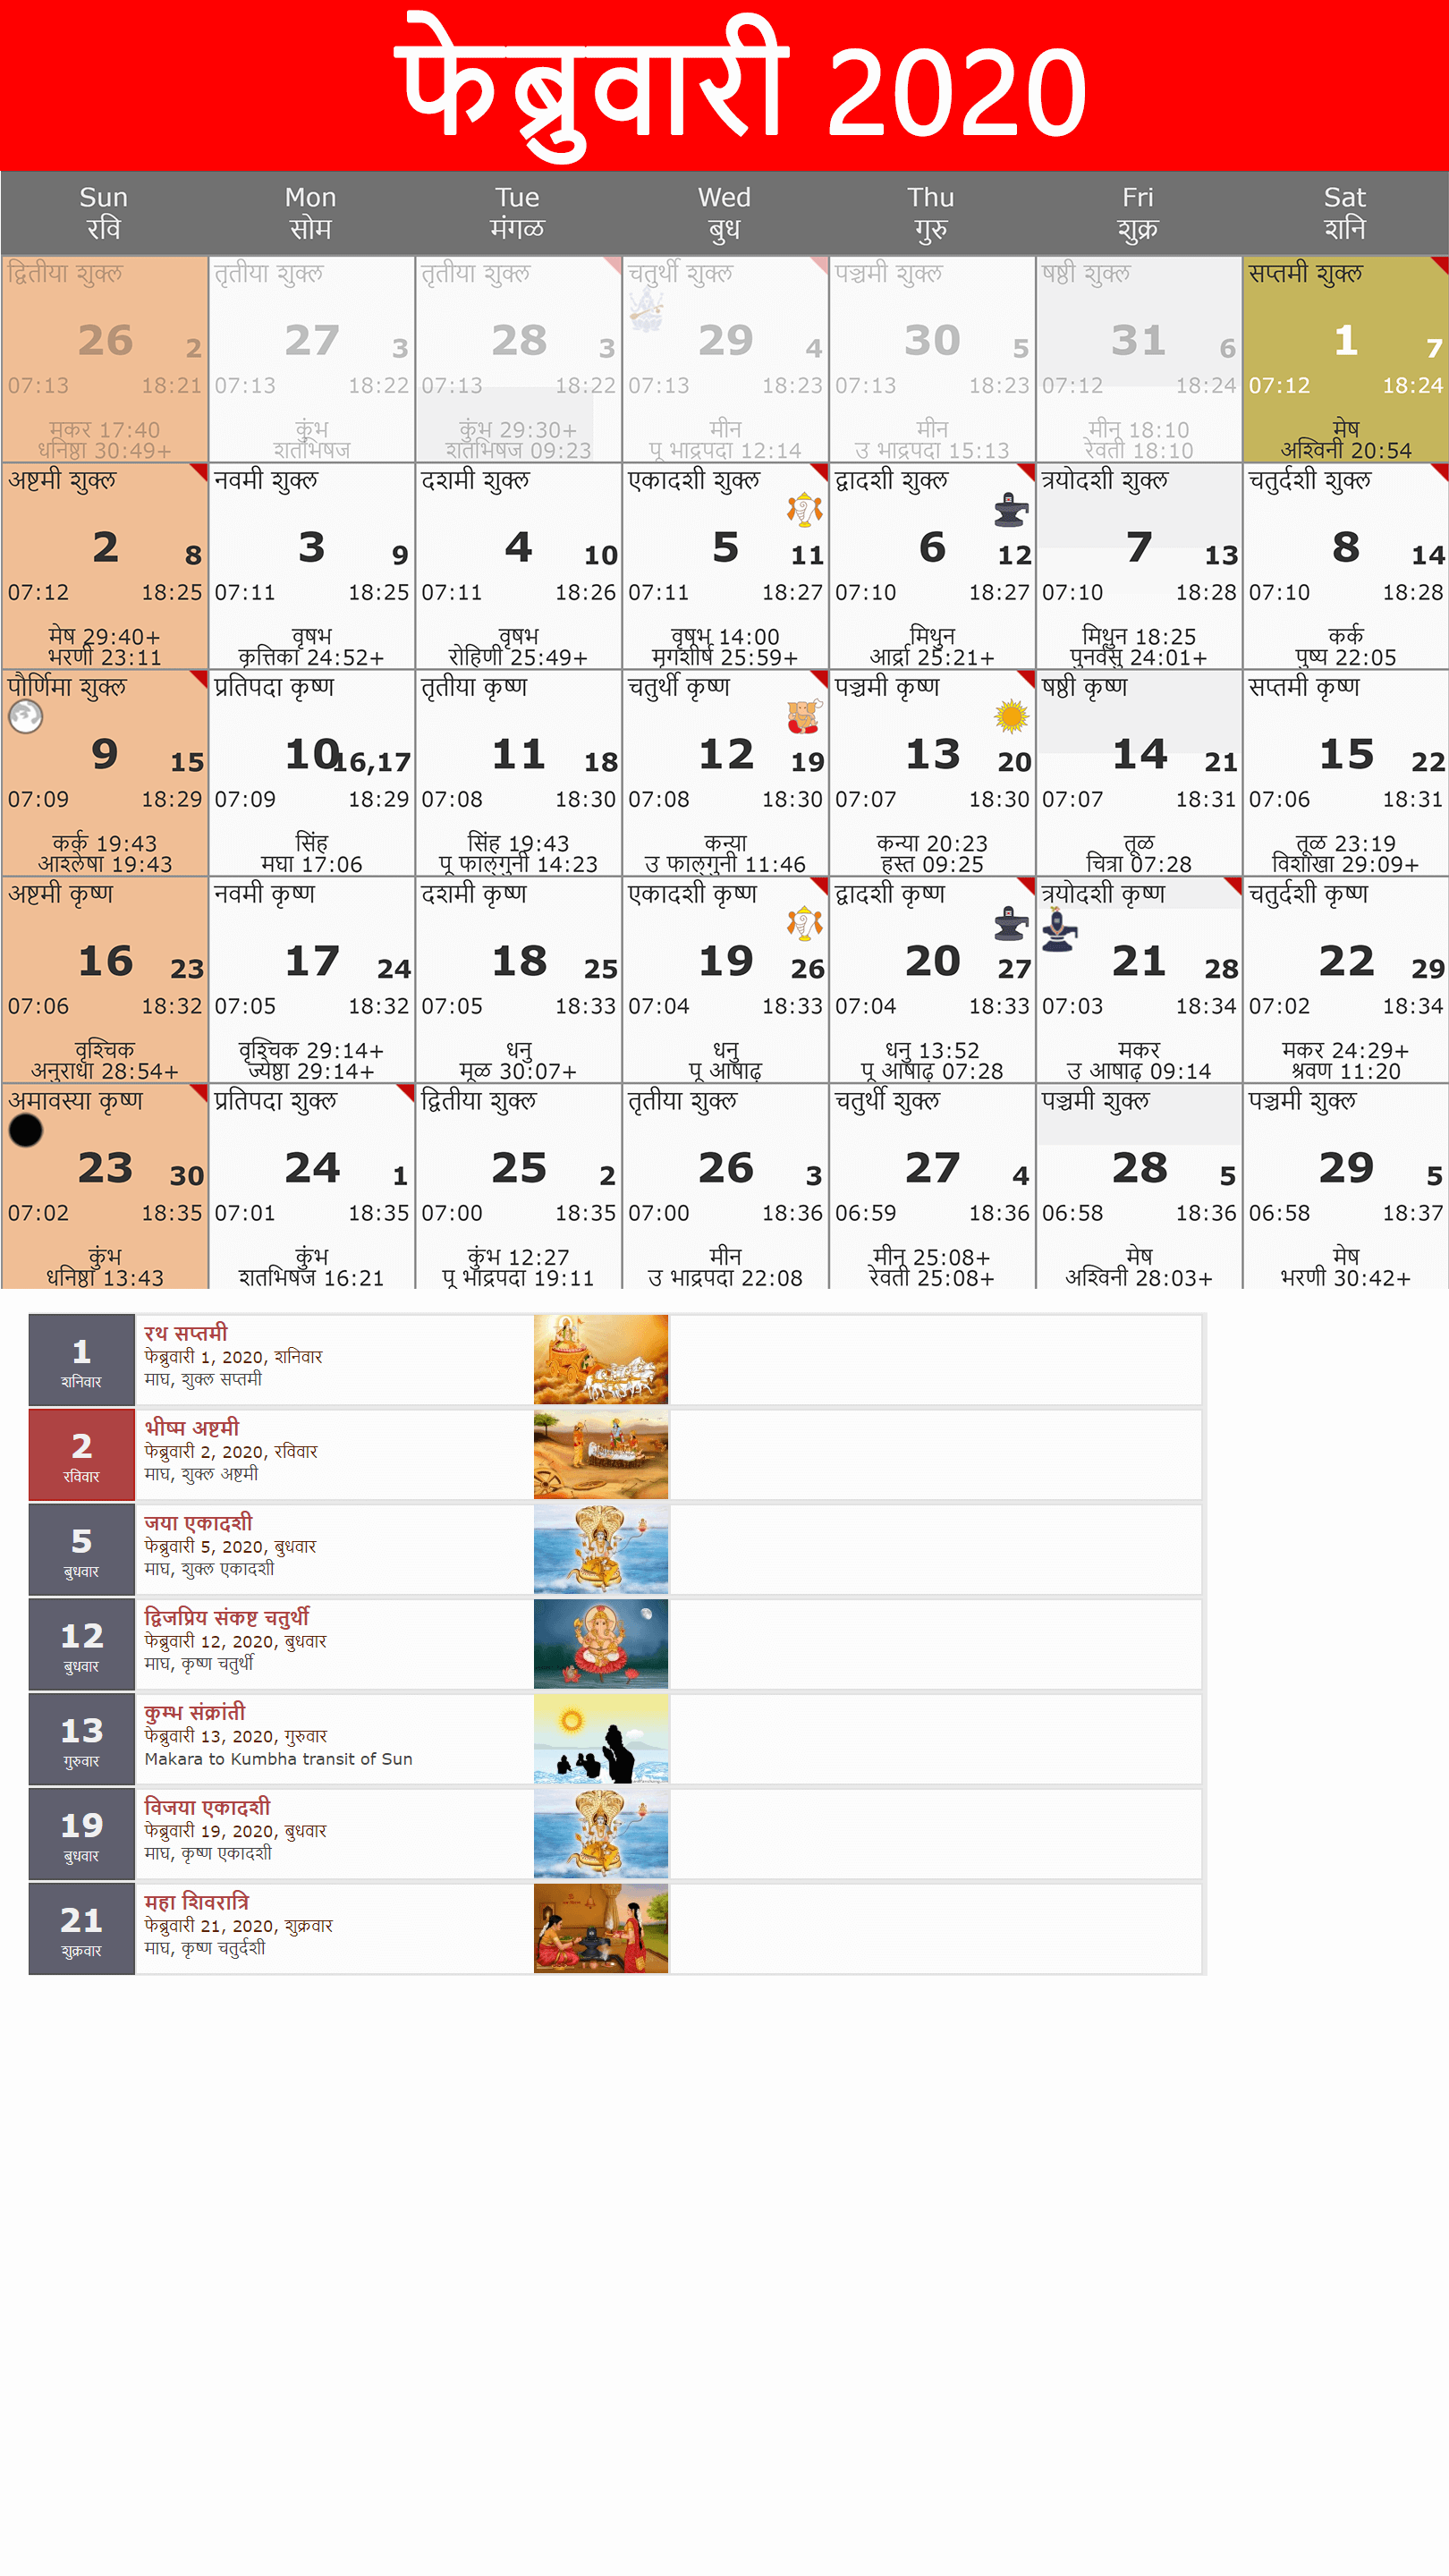 फेब्रुवारी 2020
Sun Mon Tue Wed Thu Fri Sat
रवि सोम मंगळ बुध गुरु शुक्र शनि
द्वितीया शुक्ल तृतीया शुक्ल तृतीया शुक्ल चतुर्थी शुक्ल पञ्चमी शुक्ल षष्ठी शुक्ल सप्तमी शुक्ल
26 2 27 3 28 3 29 4 30 5 31 6 1 7
07:13 18:21 07:13 18:22 07:13 18:22 07:13 18:23 07:13 18:23 07:12 18:24 07:12 18:24
मकर 17:40 कुंभ कुंभ 29:30+ मीन मीन मीन 18:10 मेष
धनिष्ठा 30:49+ शतभिषज शतभिषज 09:23 पू भाद्रपदा 12:14 उ भाद्रपदा 15:13 रेवती 18:10 अश्विनी 20:54
अष्टमी शुक्ल नवमी शुक्ल दशमी शुक्ल एकादशी शुक्ल द्वादशी शुक्ल त्रयोदशी शुक्ल चतुर्दशी शुक्ल
2 8 3 9 4 10 5 11 6 12 7 13 8 14
07:12 18:25 07:11 18:25 07:11 18:26 07:11 18:27 07:10 18:27 07:10 18:28 07:10 18:28
मेष 29:40+ वृषभ वृषभ वृषभ 14:00 मिथुन मिथुन 18:25 कर्क
भरणी 23:11 कृत्तिका 24:52+ रोहिणी 25:49+ मृगशीर्ष 25:59+ आर्द्रा 25:21+ पुनर्वसु 24:01+ पुष्य 22:05
पौर्णिमा शुक्ल प्रतिपदा कृष्ण तृतीया कृष्ण चतुर्थी कृष्ण पञ्चमी कृष्ण षष्ठी कृष्ण सप्तमी कृष्ण
9 15 10 16,17 11 18 12 19 13 20 14 21 15 22
07:09 18:29 07:09 18:29 07:08 18:30 07:08 18:30 07:07 18:30 07:07 18:31 07:06 18:31
कर्क 19:43 सिंह सिंह 19:43 कन्या कन्या 20:23 तूळ तूळ 23:19
आश्लेषा 19:43 मघा 17:06 पू फाल्गुनी 14:23 उ फाल्गुनी 11:46 हस्त 09:25 चित्रा 07:28 विशाखा 29:09+
अष्टमी कृष्ण नवमी कृष्ण दशमी कृष्ण एकादशी कृष्ण द्वादशी कृष्ण त्रयोदशी कृष्ण चतुर्दशी कृष्ण
16 23 17 24 18 25 19 26 20 27 21 28 22 29
07:06 18:32 07:05 18:32 07:05 18:33 07:04 18:33 07:04 18:33 07:03 18:34 07:02 18:34
वृश्चिक वृश्चिक 29:14+ धनु धनु धनु 13:52 मकर मकर 24:29+
अनुराधा 28:54+ ज्येष्ठा 29:14+ मूळ 30:07+ पू आषाढ़ पू आषाढ़ 07:28 उ आषाढ़ 09:14 श्रवण 11:20
अमावस्या कृष्ण प्रतिपदा शुक्ल द्वितीया शुक्ल तृतीया शुक्ल चतुर्थी शुक्ल पञ्चमी शुक्ल पञ्चमी शुक्ल
23 30 24 1 25 2 26 3 27 4 28 5 29 5
07:02 18:35 07:01 18:35 07:00 18:35 07:00 18:36 06:59 18:36 06:58 18:36 06:58 18:37
कुंभ कुंभ कुंभ 12:27 मीन मीन 25:08+ मेष मेष
धनिष्ठा 13:43 शतभिषज 16:21 पू भाद्रपदा 19:11 उ भाद्रपदा 22:08 रेवती 25:08+ अश्विनी 28:03+ भरणी 30:42+
1
शनिवार
रथ सप्तमी
फेब्रुवारी 1, 2020, शनिवार
माघ, शुक्ल सप्तमी
2
रविवार
भीष्म अष्टमी
फेब्रुवारी 2, 2020, रविवार
माघ, शुक्ल अष्टमी
5
बुधवार
जया एकादशी
फेब्रुवारी 5, 2020, बुधवार
माघ, शुक्ल एकादशी
12
बुधवार
द्विजप्रिय संकष्ट चतुर्थी
फेब्रुवारी 12, 2020, बुधवार
माघ, कृष्ण चतुर्थी
13
गुरुवार
कुम्भ संक्रांती
फेब्रुवारी 13, 2020, गुरुवार
Makara to Kumbha transit of Sun
19
बुधवार
विजया एकादशी
फेब्रुवारी 19, 2020, बुधवार
माघ, कृष्ण एकादशी
21
शुक्रवार
महा शिवरात्रि
फेब्रुवारी 21, 2020, शुक्रवार
माघ, कृष्ण चतुर्दशी